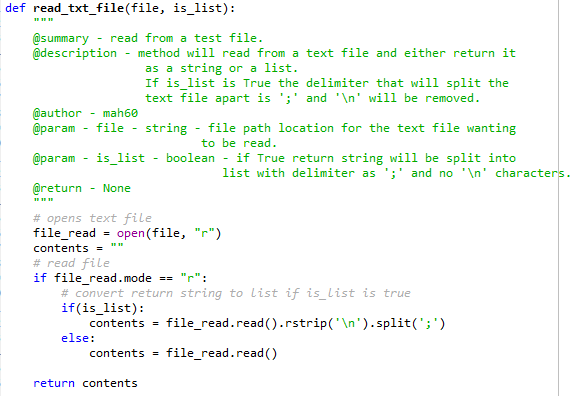 def read_txt_file(file, is_list):
    """
    @summary - read from a test file.
    @description - method will read from a text file and either return it
                    as a string or a list.
                    If is_list is True the delimiter that will split the
                    text file apart is ';' and '\n' will be removed.
    @author - mah60
    @param - file - string - file path location for the text file wanting
                            to be read.
    @param - is_list - boolean - if True return string will be split into
                               list with delimiter as ';' and no '\n' characters.
    @return - None
    """
    # opens text file
    file_read = open(file, "r")
    contents = ""
    # read file
    if file_read.mode == "r":
        # convert return string to list if is_list is true
        if(is_list):
            contents = file_read.read().rstrip('\n').split(';')
        else:
            contents = file_read.read()

    return contents